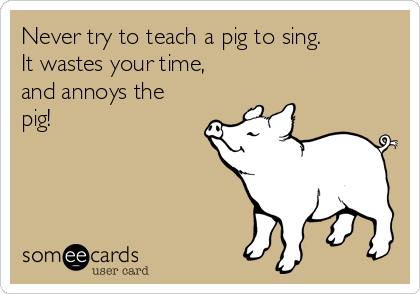 Never try to teach a pig to sing.
It wastes your time,
and annoys the
pig!
someecards
user card